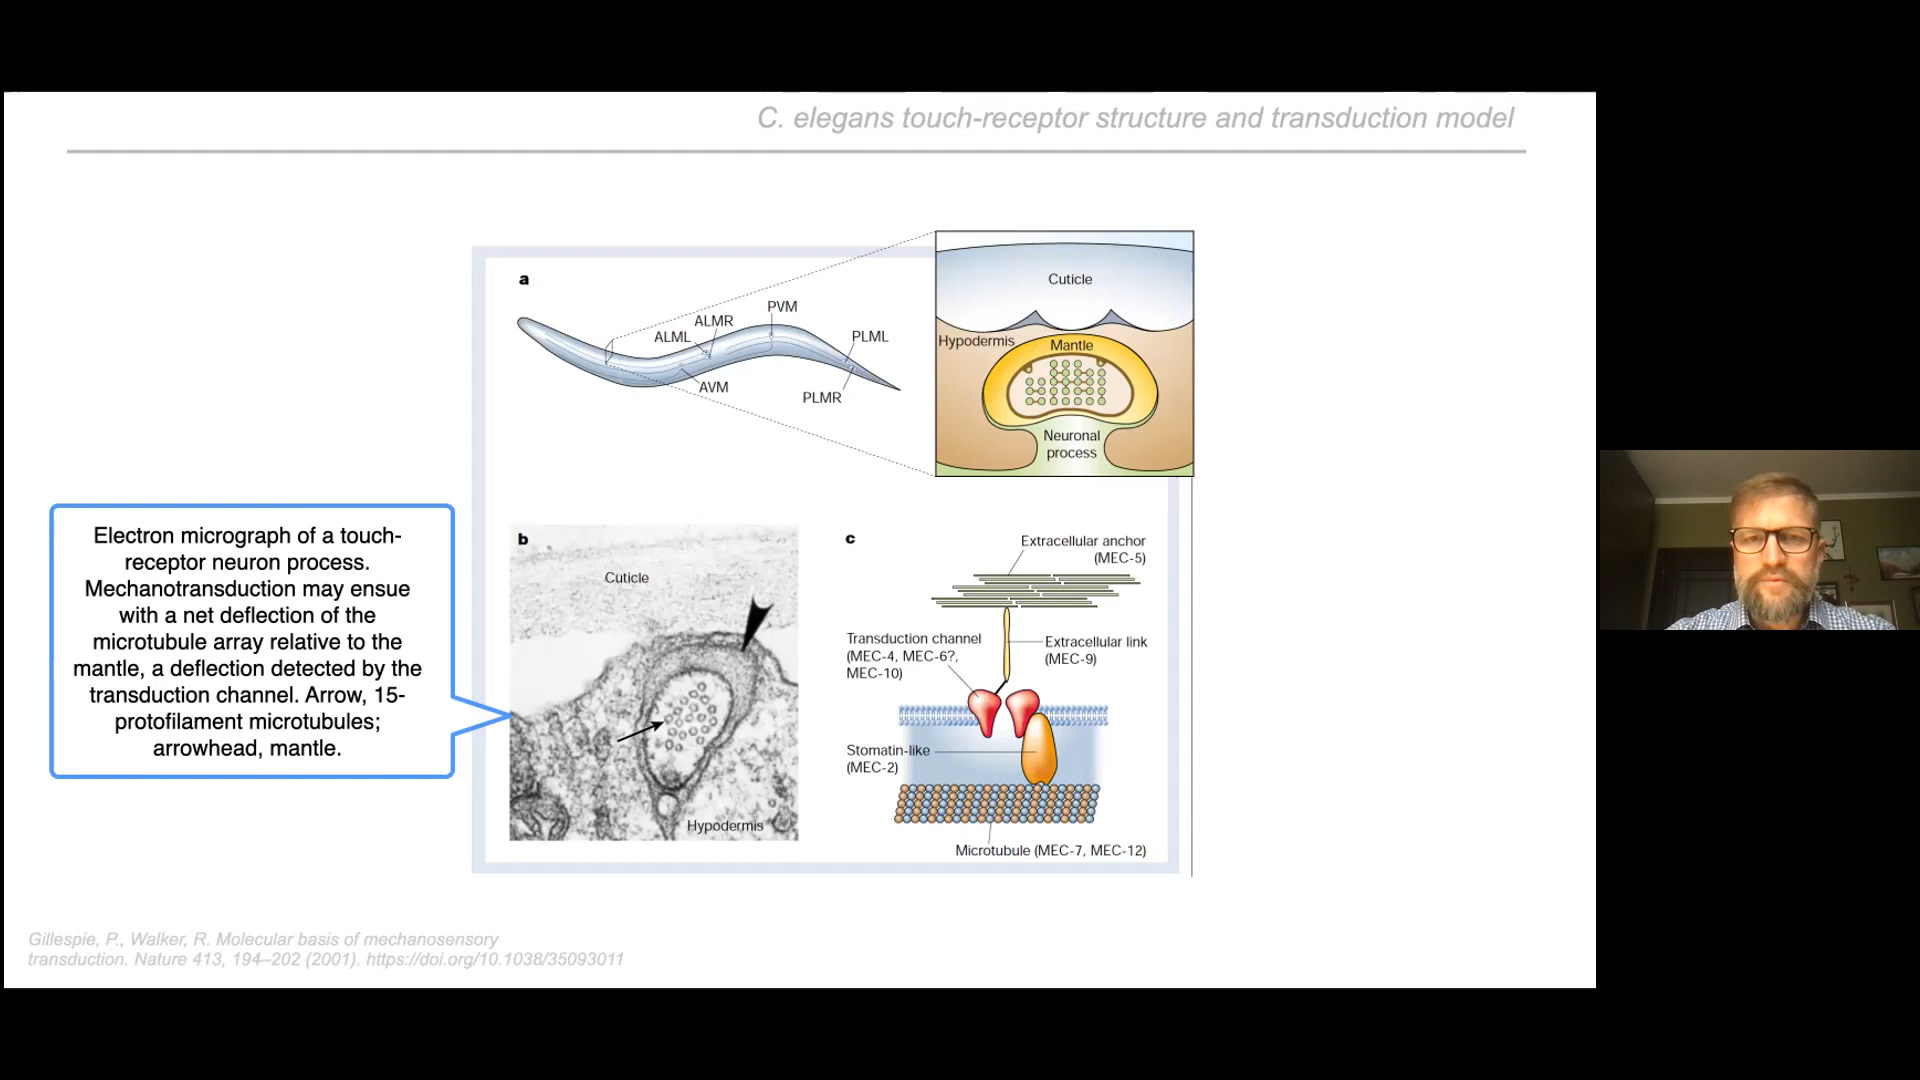 C. elegans touch-receptor structure and transduction model
a
PVM
ALMR
ALML
PLML
AVM
PLMR
Cuticle
Hypodermis
Mantle
Neuronal
process
Electron micrograph of a touch-
receptor neuron process.
Mechanotransduction may ensue
with a net deflection of the
microtubule array relative to the
mantle, a deflection detected by the
transduction channel. Arrow, 15-
protofilament microtubules;
arrowhead, mantle.
b
Cuticle
Hypodermis
c
Extracellular anchor
(MEC-5)
Transduction channel
(MEC-4, MEC-6?,
MEC-10)
Extracellular link
(MEC-9)
Stomatin-like
(MEC-2)
Microtubule (MEC-7, MEC-12)
Gillespie, P., Walker, R. Molecular basis of mechanosensory
transduction. Nature 413, 194–202 (2001). https://doi.org/10.1038/35093011